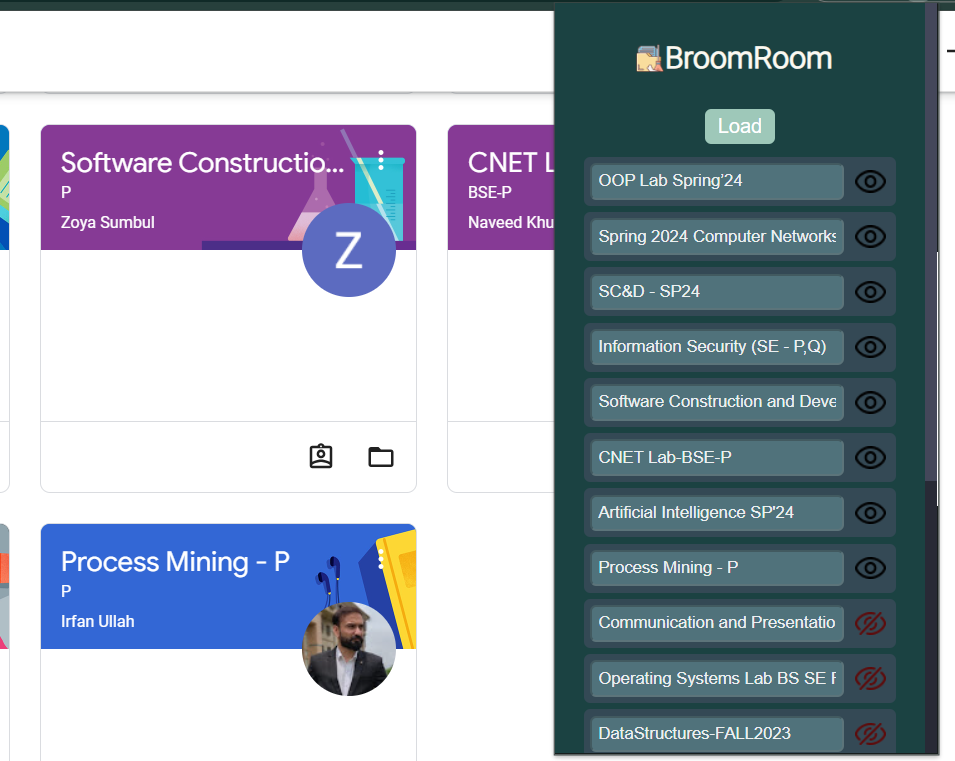 Software Constructio...
P
Zoya Sumbul
Z
CNET L
BSE-P
Naveed Khu
Process Mining - P
P
Irfan Ullah
BroomRoom
Load
OOP Lab Spring'24
Spring 2024 Computer Networks
SC&D - SP24
Information Security (SE - P,Q)
Software Construction and Deve
CNET Lab-BSE-P
Artificial Intelligence SP'24
Process Mining - P
Communication and Presentatio
Operating Systems Lab BS SE F
DataStructures-FALL2023